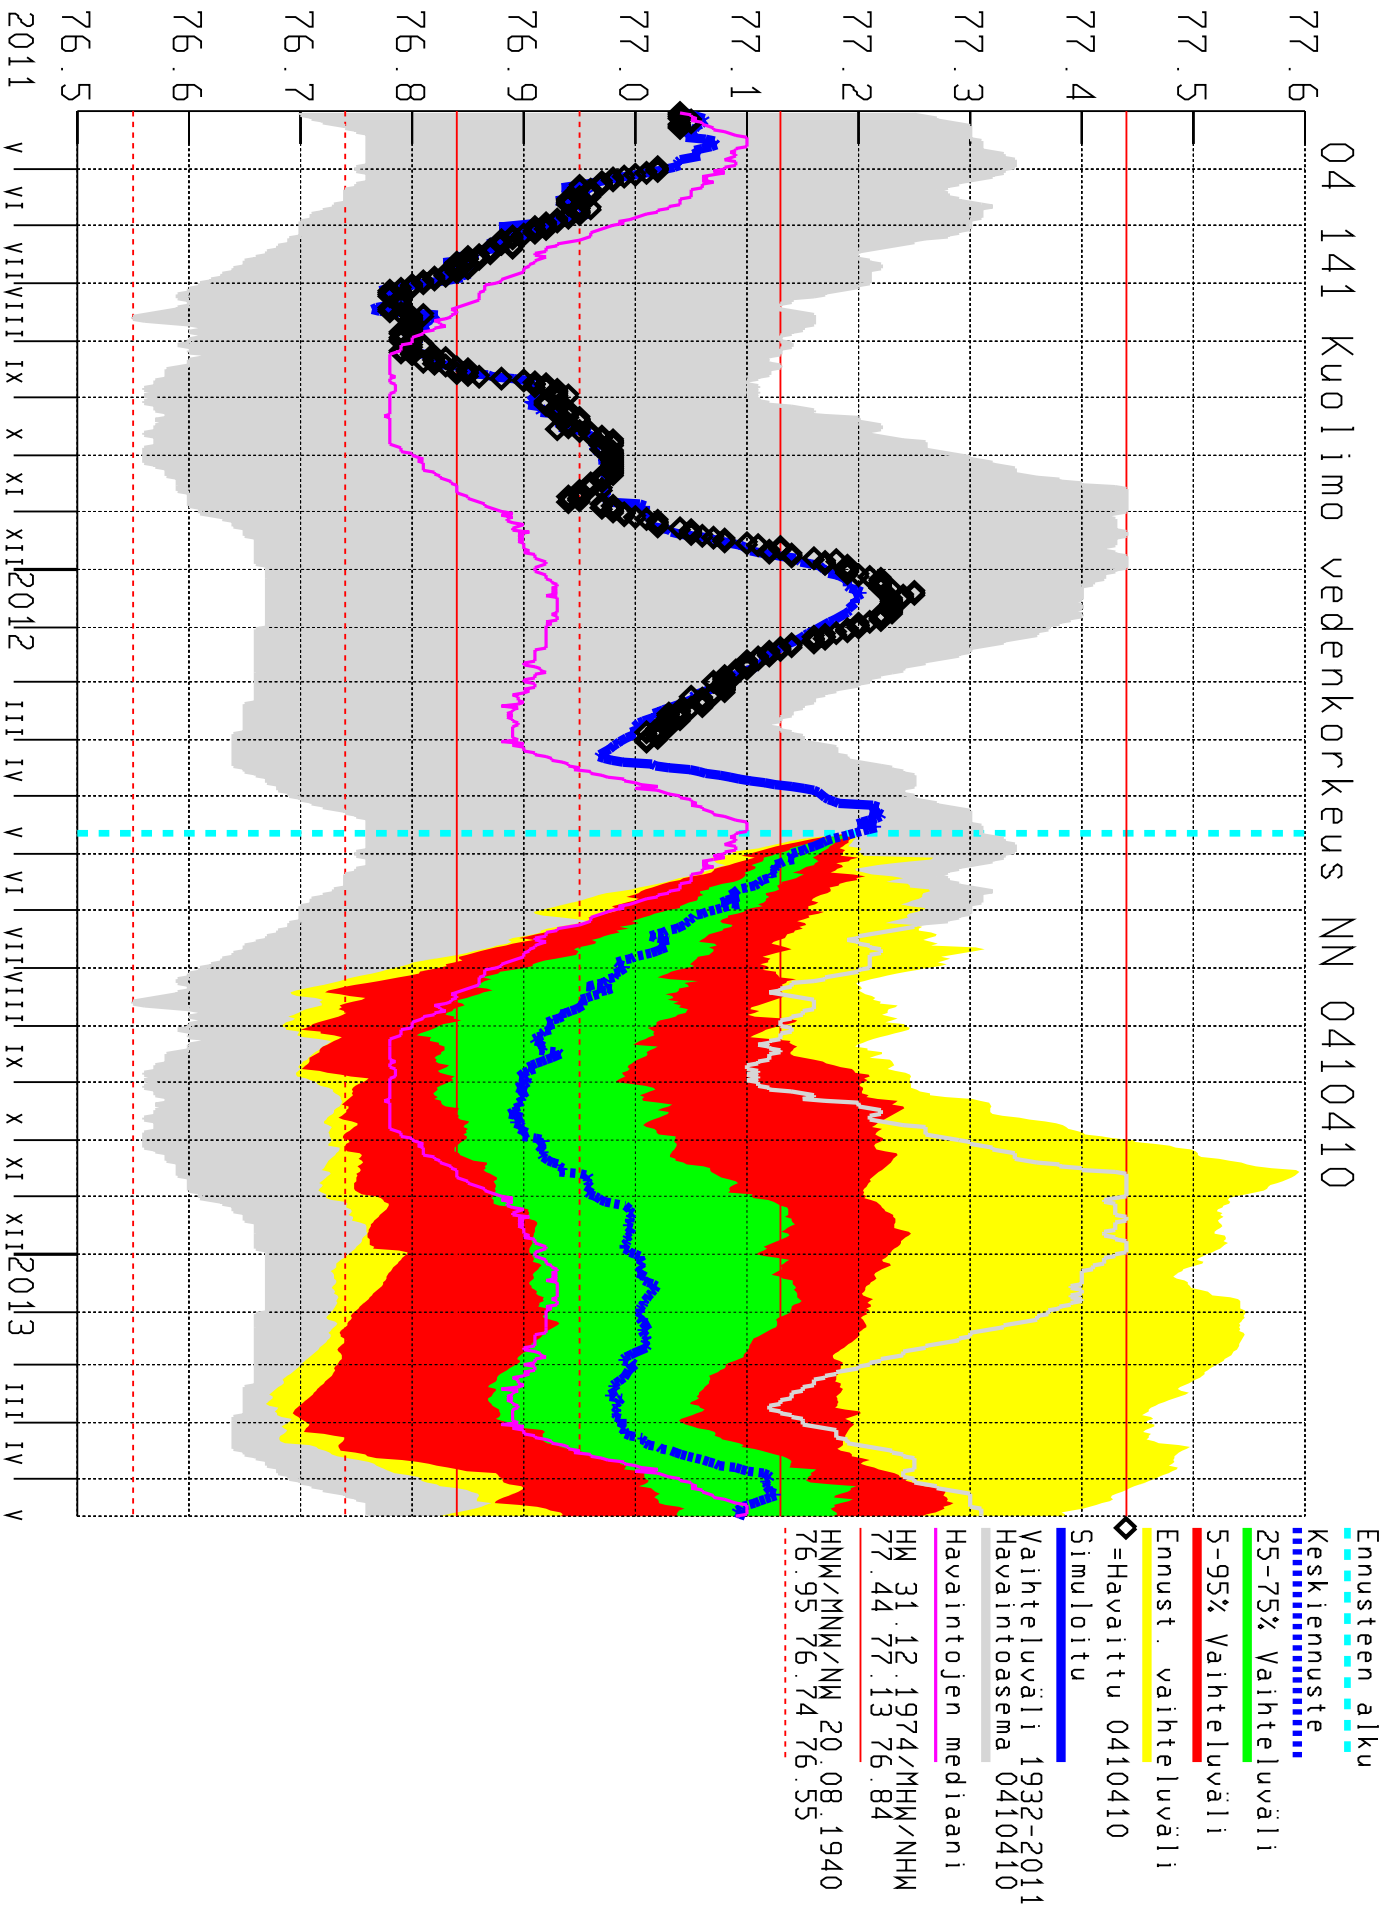 04 141 Kuolimo vedenkorkeus NN 0410410
77.6
77.5
77.4
77.3
77.2
77.1
77.0
76.9
76.8
76.7
76.6
76.5
2011 V VI VII VIII IX X XI XII 2012 III IV V VI VII VIII IX X XI XII 2013 III IV V
Ennusteen alku
Keskiennuste
25-75% Vaihteluväli
5-95% Vaihteluväli
Ennust. vaihteluväli
=Havaittu 0410410
Simuloitu
Vaihteluväli 1932-2011
Havaintoasema 0410410
Havaintojen mediaani
HW 31.12.1974/MHW/NHW
77.44 77.13 76.84
HNW/MNW/NW 20.08.1940
76.95 76.74 76.55